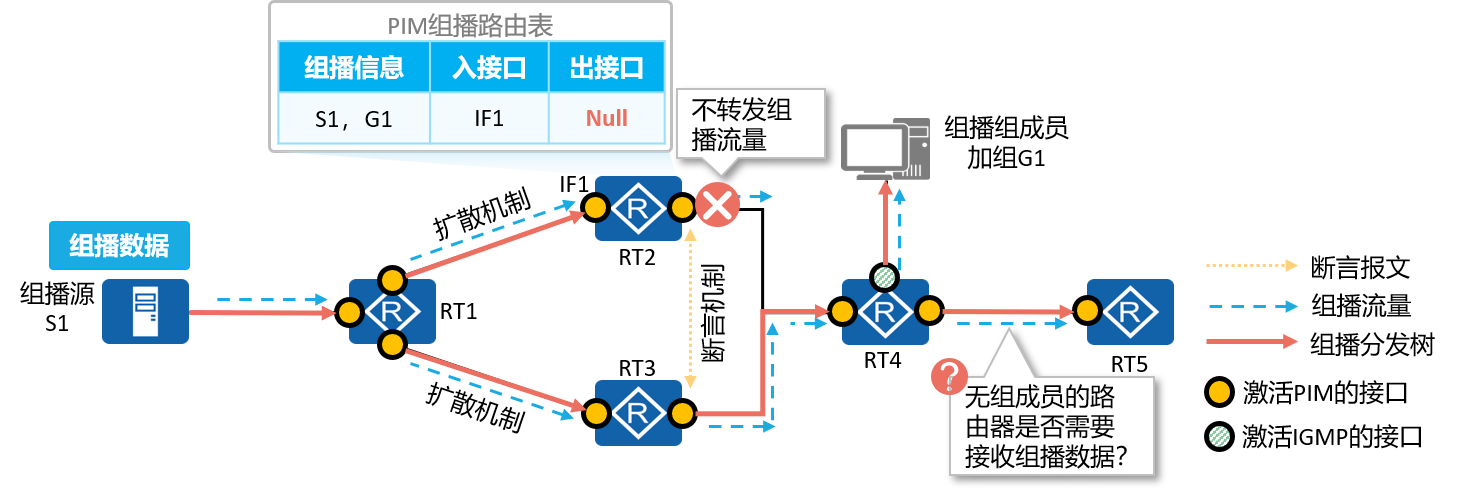 PIM组播路由表
组播信息 入接口 出接口
S1，G1 IF1 Null
不转发组
播流量
组播组成员
加组G1
IF1
扩散机制
R
RT2
组播数据
组播源
S1
R
RT1
断言机制
扩散机制
RT3
R
R
RT4
R
RT5
?
无组成员的路
由器是否需要
接收组播数据?
断言报文
组播流量
组播分发树
激活PIM的接口
激活IGMP的接口